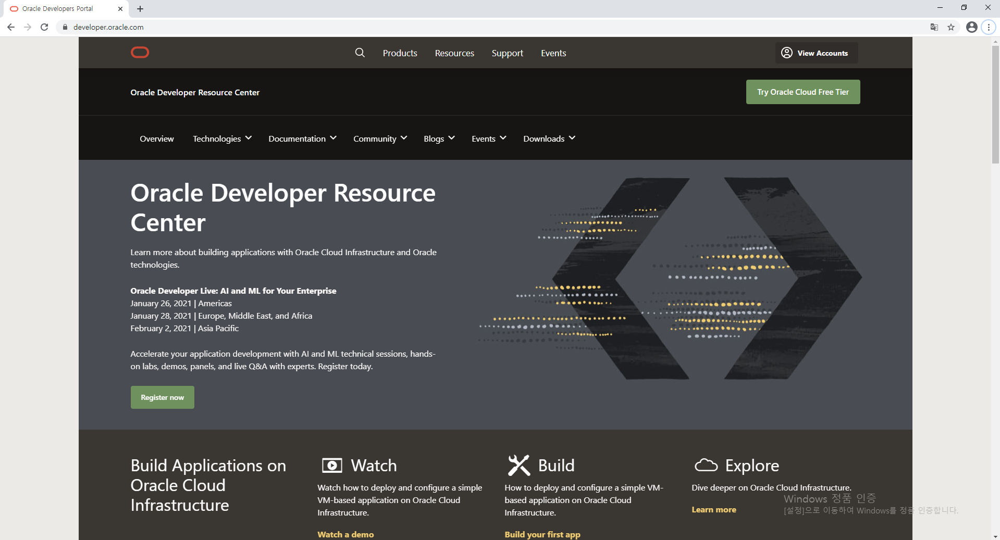 Oracle Developers Portal
developer.oracle.com
Products Resources Support Events
View Accounts
Oracle Developer Resource Center
Try Oracle Cloud Free Tier
Overview Technologies Documentation Community Blogs Events Downloads
Oracle Developer Resource
Center
Learn more about building applications with Oracle Cloud Infrastructure and Oracle
technologies.
Oracle Developer Live: AI and ML for Your Enterprise
January 26, 2021 | Americas
January 28, 2021 | Europe, Middle East, and Africa
February 2, 2021 | Asia Pacific
Accelerate your application development with AI and ML technical sessions, hands-
on labs, demos, panels, and live Q&A with experts. Register today.
Register now
Build Applications on
Oracle Cloud
Infrastructure
Watch
Watch how to deploy and configure a simple
VM-based application on Oracle Cloud
Infrastructure.
Watch a demo
Build
How to deploy and configure a simple VM-
based application on Oracle Cloud
Infrastructure.
Build your first app
Explore
Dive deeper on Oracle Cloud Infrastructure.
Learn more
Windows 정품 인증
[설정]으로 이동하여 Windows를 정품 인증합니다.